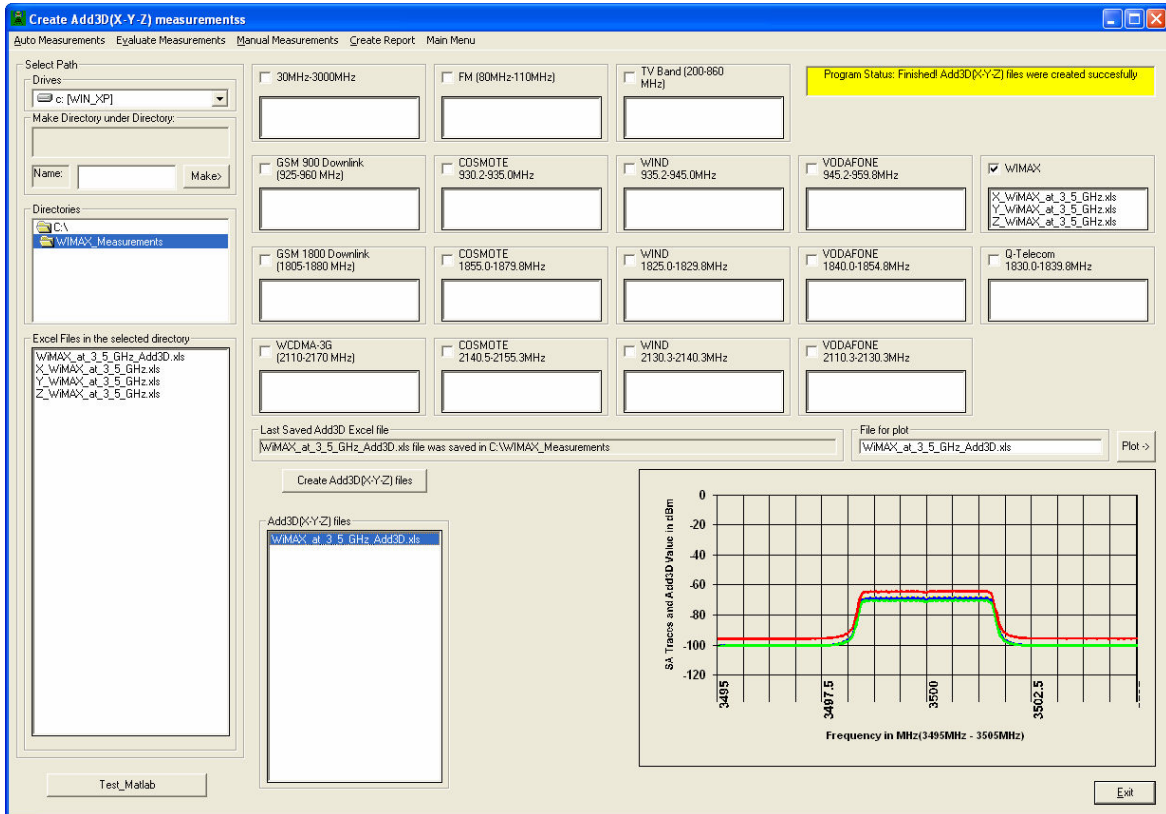 Create Add3D(X-Y-Z) measurementss
Auto Measurements Evaluate Measurements Manual Measurements Create Report Main Menu
Select Path
Drives
c: [WIN_XP]
Make Directory under Directory:
Name:
Make>
Directories
C:\
WIMAX_Measurements
Excel Files in the selected directory
WiMAX_at_3_5_GHz_Add3D.xls
X_WiMAX_at_3_5_GHz.xls
Y_WiMAX_at_3_5_GHz.xls
Z_WiMAX_at_3_5_GHz.xls
Test_Matlab
30MHz-3000MHz
FM (80MHz-110MHz)
TV Band (200-860
MHz)
Program Status: Finished! Add3D(X-Y-Z) files were created succesfully
GSM 900 Downlink
(925-960 MHz)
COSMOTE
930.2-935.0MHz
WIND
935.2-945.0MHz
VODAFONE
945.2-959.8MHz
WIMAX
X_WiMAX_at_3_5_GHz.xls
Y_WiMAX_at_3_5_GHz.xls
Z_WiMAX_at_3_5_GHz.xls
GSM 1800 Downlink
(1805-1880 MHz)
COSMOTE
1855.0-1879.8MHz
WIND
1825.0-1829.8MHz
VODAFONE
1840.0-1854.8MHz
Q-Telecom
1830.0-1839.8MHz
WCDMA-3G
(2110-2170 MHz)
COSMOTE
2140.5-2155.3MHz
WIND
2130.3-2140.3MHz
VODAFONE
2110.3-2130.3MHz
Last Saved Add3D Excel file
WiMAX_at_3_5_GHz_Add3D.xls file was saved in C:\WIMAX_Measurements
File for plot
WiMAX_at_3_5_GHz_Add3D.xls
Plot ->
Create Add3D(X-Y-Z) files
Add3D(X-Y-Z) files
WiMAX_at_3_5_GHz_Add3D.xls
SA Traces and Add3D Value in dBm
0
-20
-40
-60
-80
-100
-120
3495
3497.5
3500
3502.5
Frequency in MHz(3495MHz - 3505MHz)
Exit